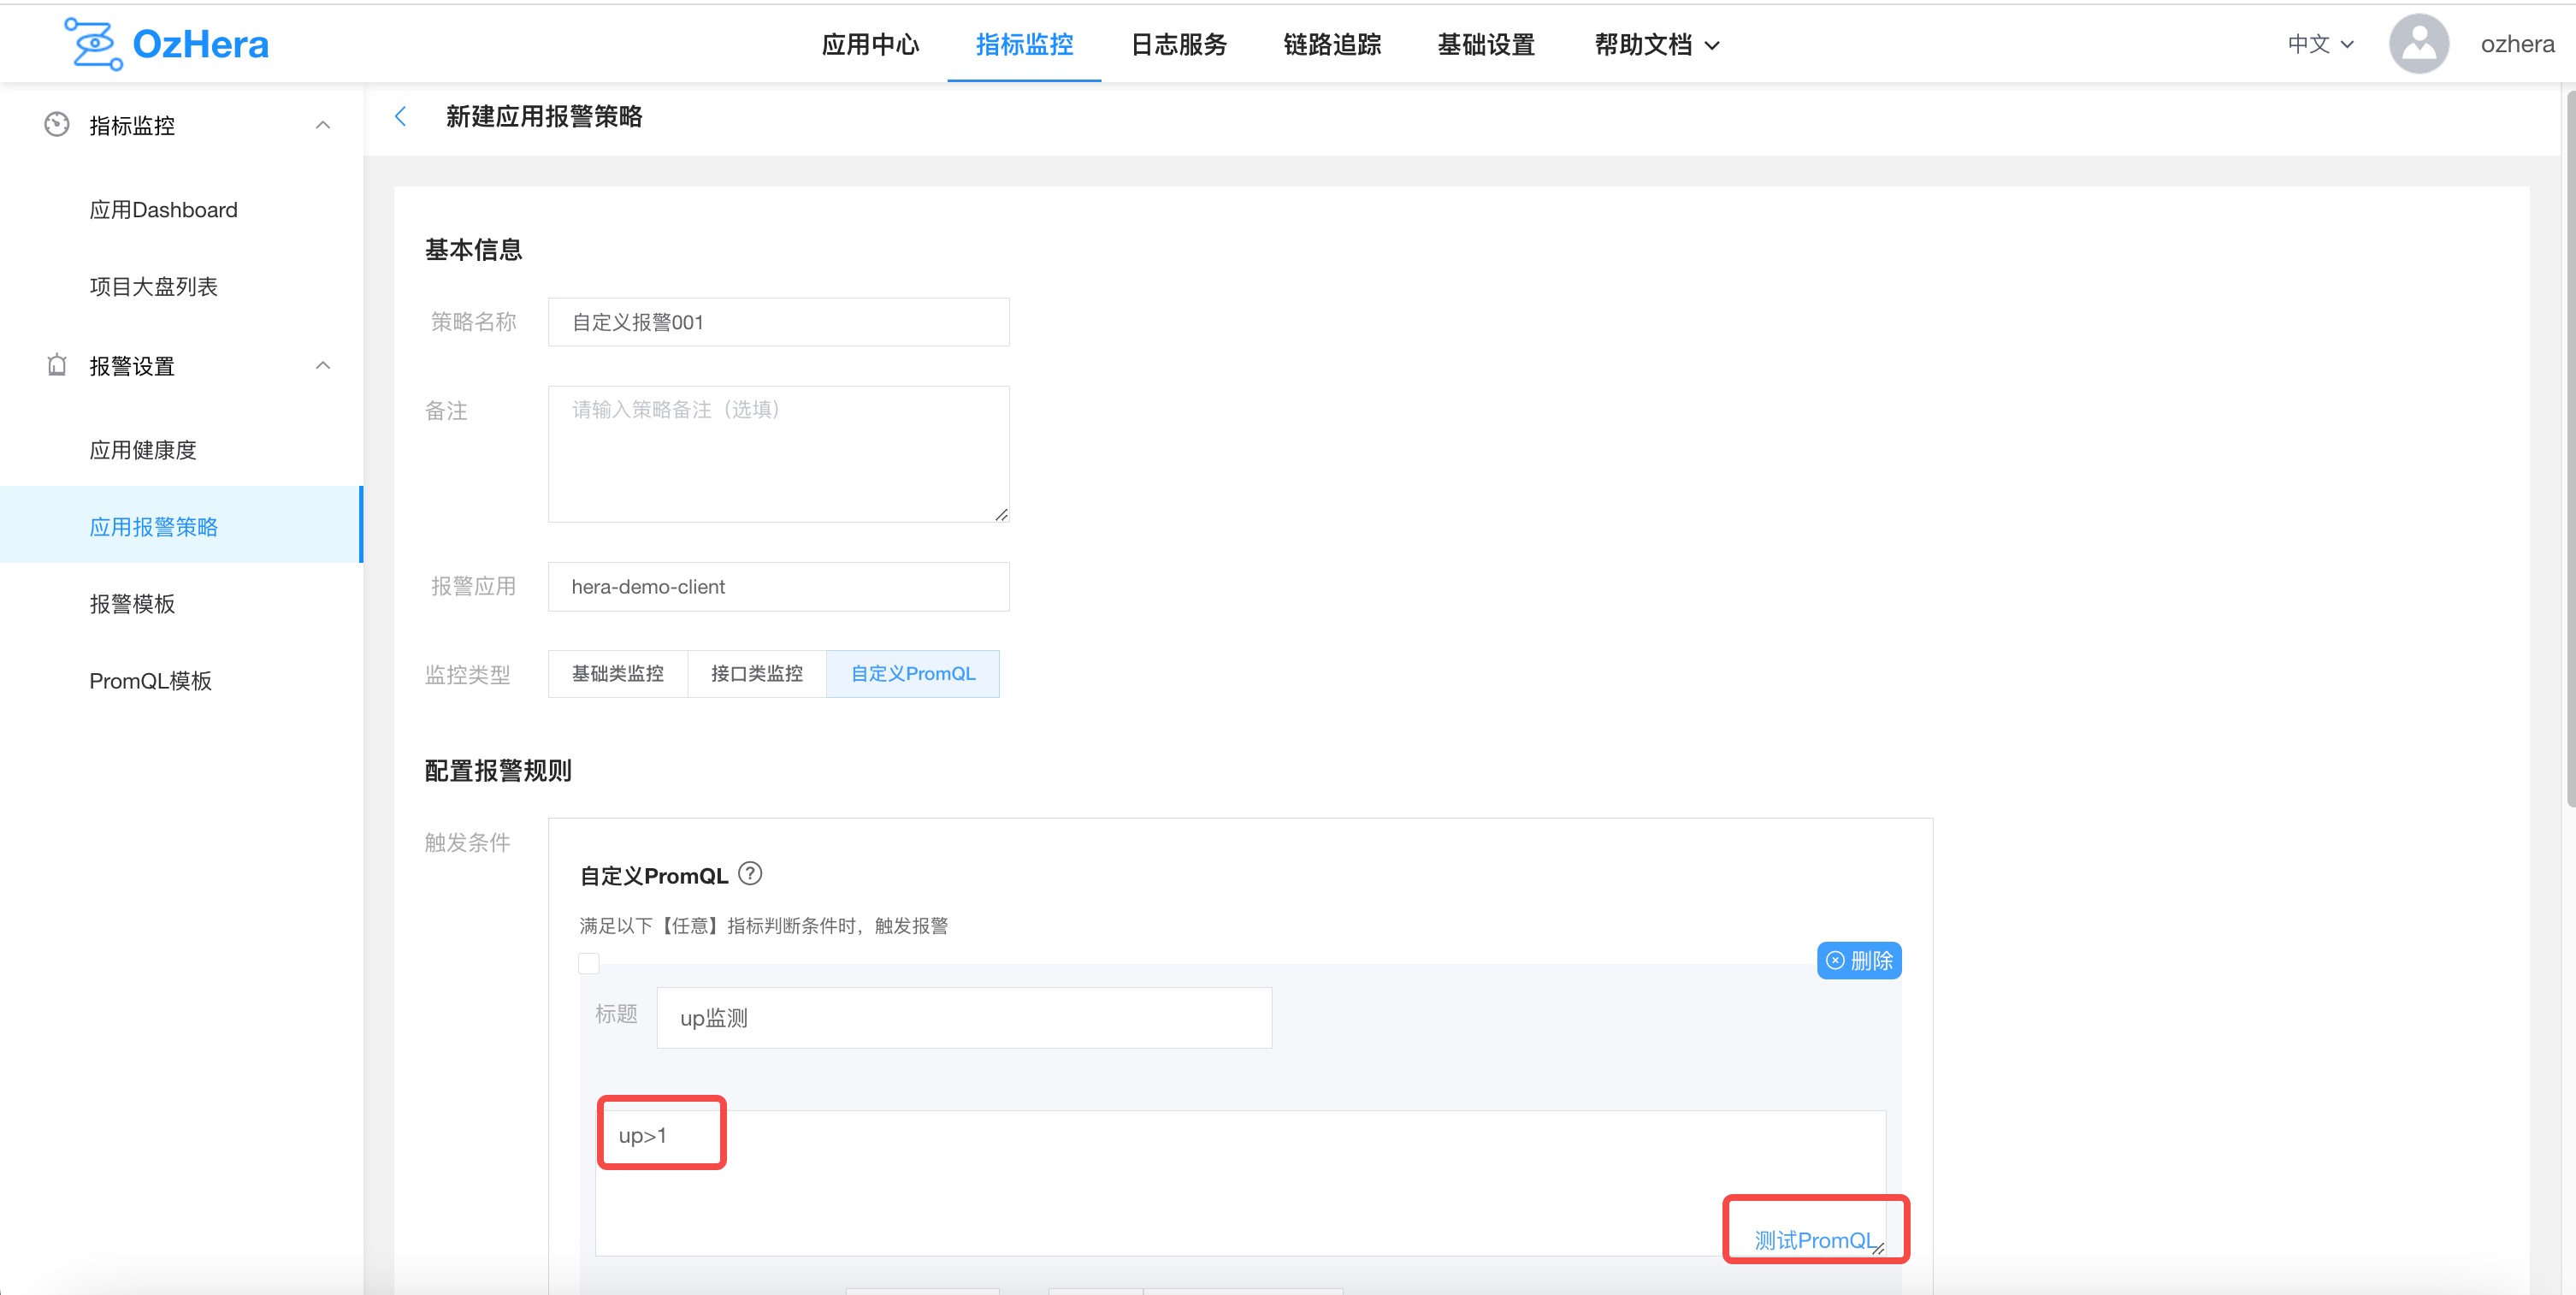 OzHera
应用中心 指标监控 日志服务 链路追踪 基础设置 帮助文档
中文 ozhera
指标监控
应用Dashboard
项目大盘列表
报警设置
应用健康度
应用报警策略
报警模板
PromQL模板
新建应用报警策略
基本信息
策略名称 自定义报警001
备注 请输入策略备注（选填）
报警应用 hera-demo-client
监控类型 基础类监控 接口类监控 自定义PromQL
配置报警规则
触发条件
自定义PromQL ?
满足以下【任意】指标判断条件时，触发报警
删除
标题 up监测
up>1
测试PromQL